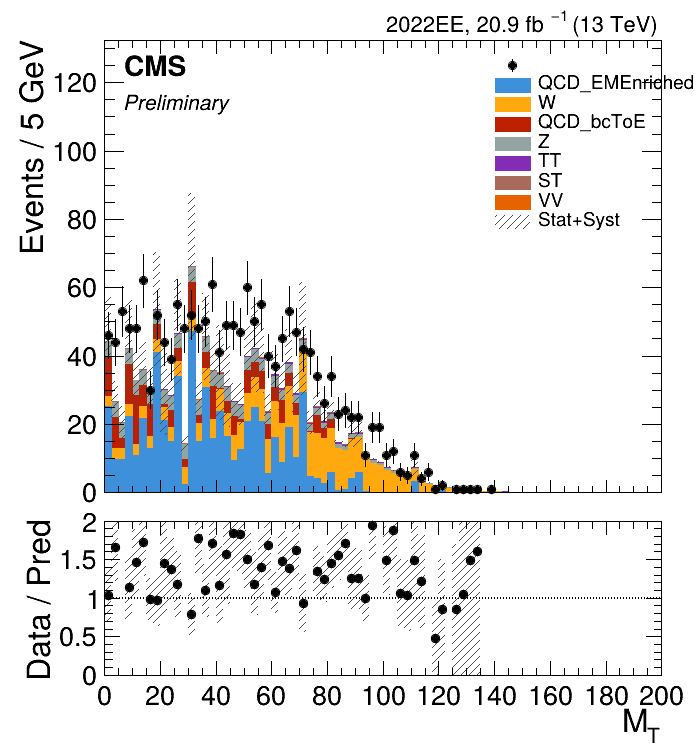 2022EE, 20.9 fb⁻¹ (13 TeV)
CMS
Preliminary
QCD_EMEnriched
W
QCD_bcToE
Z
TT
ST
VV
Stat+Syst
Events / 5 GeV
120
100
80
60
40
20
0
Data / Pred
2
1.5
1
0.5
0
0 20 40 60 80 100 120 140 160 180 200
M_T